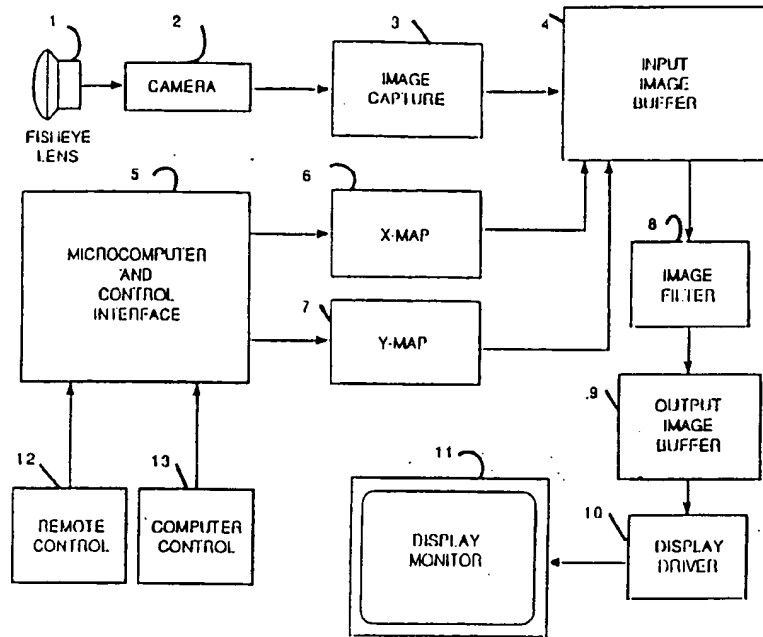 1
2
3
4
CAMERA
IMAGE
CAPTURE
INPUT
IMAGE
BUFFER
FISHEYE
LENS
5
6
8
MICROCOMPUTER
AND
CONTROL
INTERFACE
X-MAP
IMAGE
FILTER
7
Y-MAP
9
OUTPUT
IMAGE
BUFFER
12
13
11
10
REMOTE
CONTROL
COMPUTER
CONTROL
DISPLAY
MONITOR
DISPLAY
DRIVER